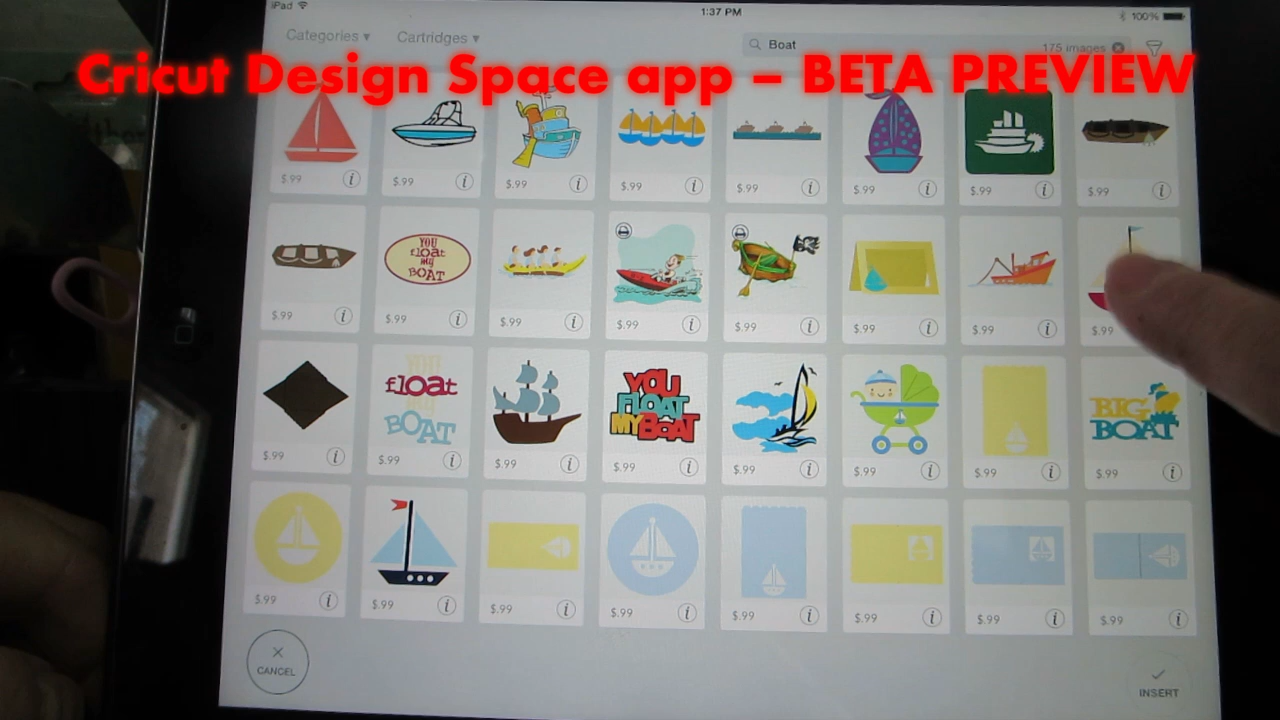 iPad
1:37 PM
100%
Categories ▾ Cartridges ▾
Boat
175 images
Cricut Design Space app – BETA PREVIEW
$.99 $.99 $.99 $.99 $.99 $.99 $.99 $.99
YOU
float
my
BOAT
$.99 $.99 $.99 $.99 $.99 $.99 $.99 $.99
YOU
float
BOAT
YOU
FLOAT
MY BOAT
BIG
BOAT
$.99 $.99 $.99 $.99 $.99 $.99 $.99 $.99
$.99 $.99 $.99 $.99 $.99 $.99 $.99 $.99
CANCEL
INSERT